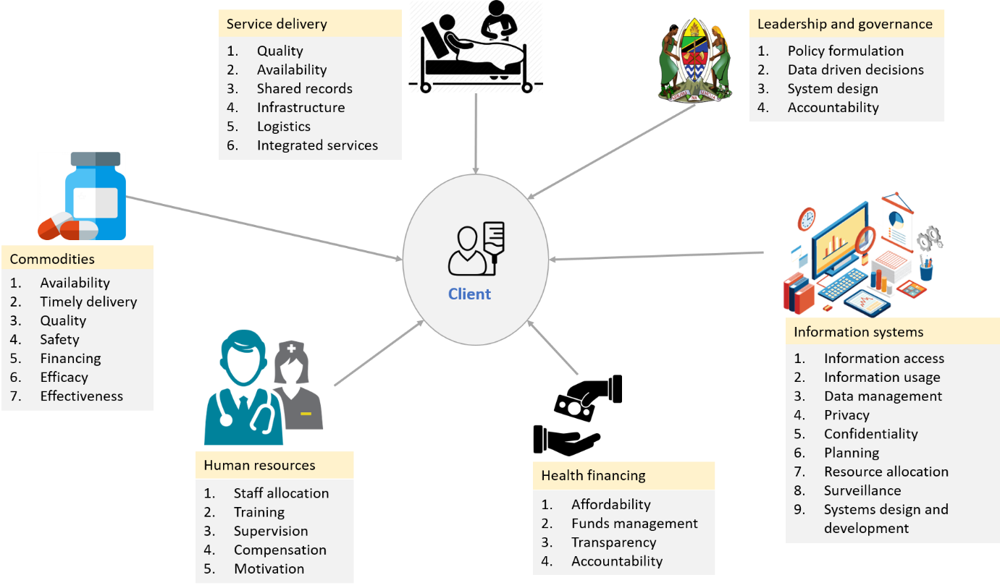 Service delivery
1. Quality
2. Availability
3. Shared records
4. Infrastructure
5. Logistics
6. Integrated services
Leadership and governance
1. Policy formulation
2. Data driven decisions
3. System design
4. Accountability
Commodities
1. Availability
2. Timely delivery
3. Quality
4. Safety
5. Financing
6. Efficacy
7. Effectiveness
Client
Information systems
1. Information access
2. Information usage
3. Data management
4. Privacy
5. Confidentiality
6. Planning
7. Resource allocation
8. Surveillance
9. Systems design and
development
Human resources
1. Staff allocation
2. Training
3. Supervision
4. Compensation
5. Motivation
Health financing
1. Affordability
2. Funds management
3. Transparency
4. Accountability